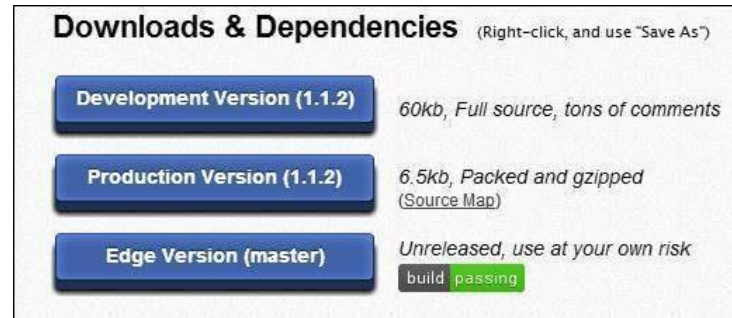 Downloads & Dependencies (Right-click, and use "Save As")
Development Version (1.1.2) 60kb, Full source, tons of comments
Production Version (1.1.2) 6.5kb, Packed and gzipped
(Source Map)
Edge Version (master) Unreleased, use at your own risk
build passing